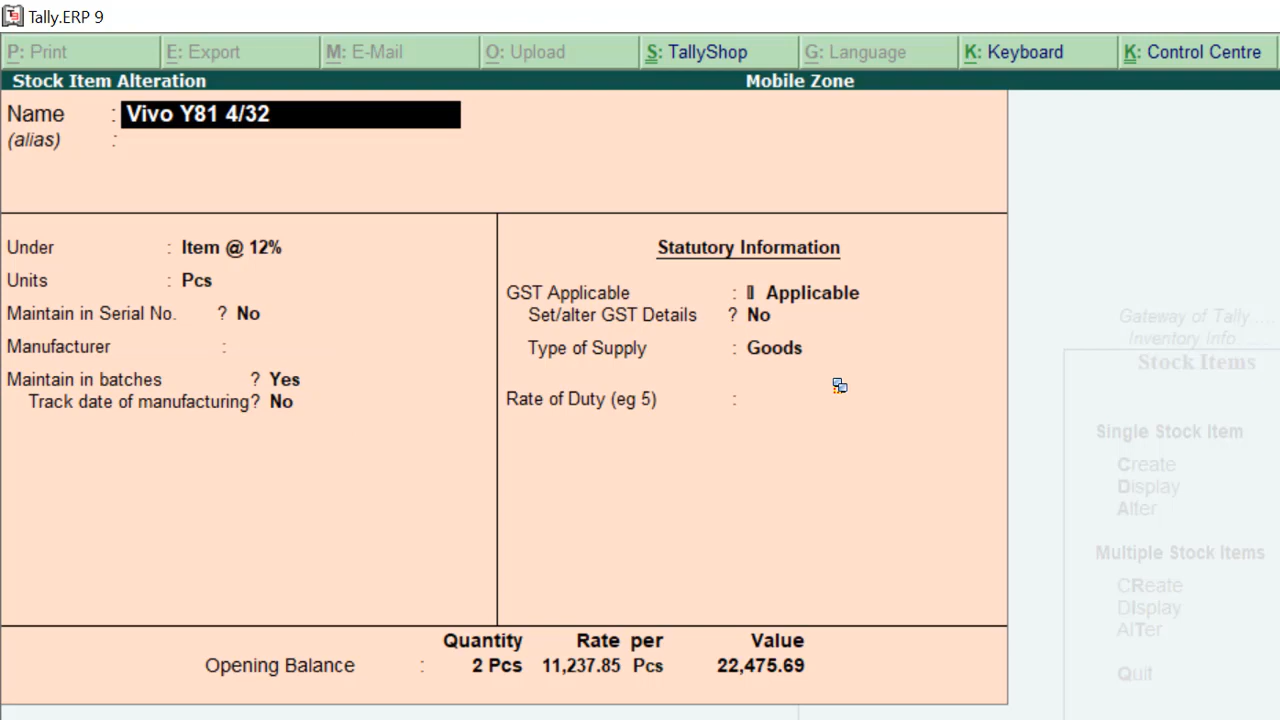 Tally.ERP 9
P: Print E: Export M: E-Mail O: Upload S: TallyShop G: Language K: Keyboard K: Control Centre
Stock Item Alteration Mobile Zone
Name : Vivo Y81 4/32
(alias) :
Under : Item @ 12%
Units : Pcs
Maintain in Serial No. ? No
Manufacturer :
Maintain in batches ? Yes
Track date of manufacturing? No
Statutory Information
GST Applicable : Applicable
Set/alter GST Details ? No
Type of Supply : Goods
Rate of Duty (eg 5) :
Quantity Rate per Value
Opening Balance : 2 Pcs 11,237.85 Pcs 22,475.69
Gateway of Tally.....
Inventory Info.....
Stock Items
Single Stock Item
Create
Display
Alter
Multiple Stock Items
CReate
DIsplay
AlTer
Quit